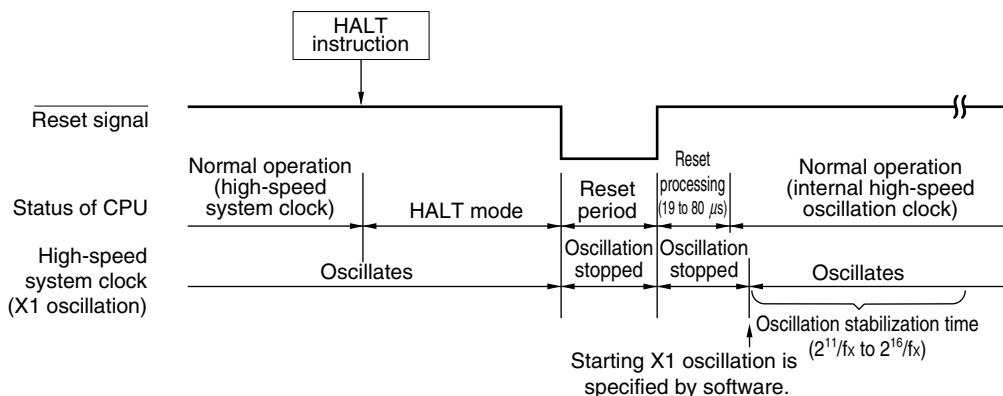 HALT
instruction
Reset signal
Normal operation
(high-speed
system clock)
HALT mode
Reset
period
Reset
processing
(19 to 80 μs)
Normal operation
(internal high-speed
oscillation clock)
Status of CPU
High-speed
system clock
(X1 oscillation)
Oscillates
Oscillation
stopped
Oscillation
stopped
Oscillates
Oscillation stabilization time
(2¹¹/fX to 2¹⁶/fX)
Starting X1 oscillation is
specified by software.